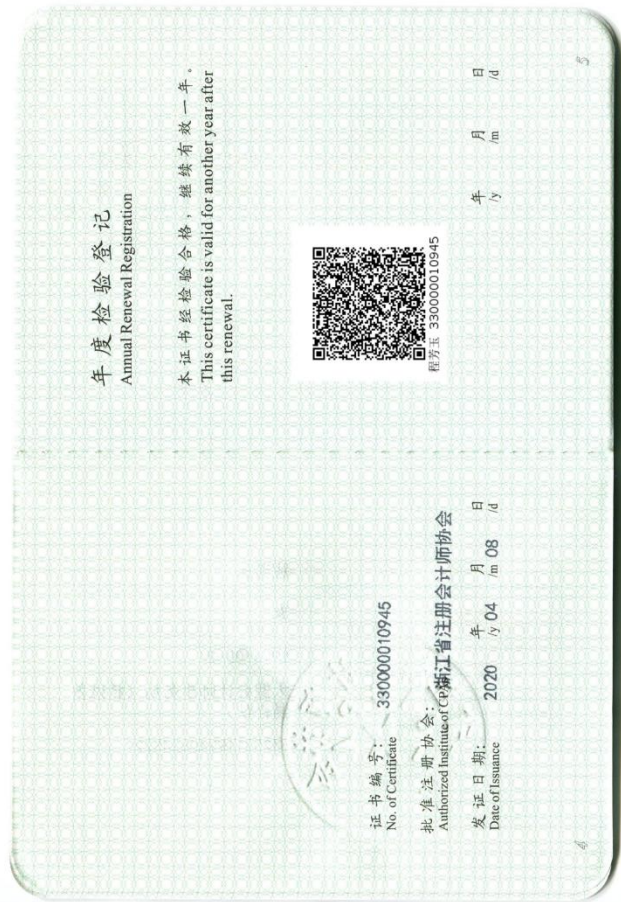 年度检验登记
Annual Renewal Registration
本证书经检验合格，继续有效一年。
This certificate is valid for another year after
this renewal.
程芳玉 330000010945
年 月 日
/y /m /d
5
证书编号： 330000010945
No. of Certificate
批准注册协会： 浙江省注册会计师协会
Authorized Institute of CPAs
发证日期： 2020 年 04 月 08 日
Date of Issuance /y /m /d
4